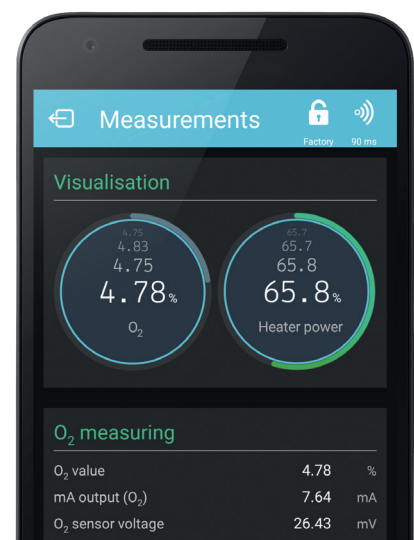 Measurements
Factory 90 ms
Visualisation
4.75 65.7
4.83 65.7
4.75 65.8
4.78% 65.8%
O₂ Heater power
O₂ measuring
O₂ value 4.78 %
mA output (O₂) 7.64 mA
O₂ sensor voltage 26.43 mV